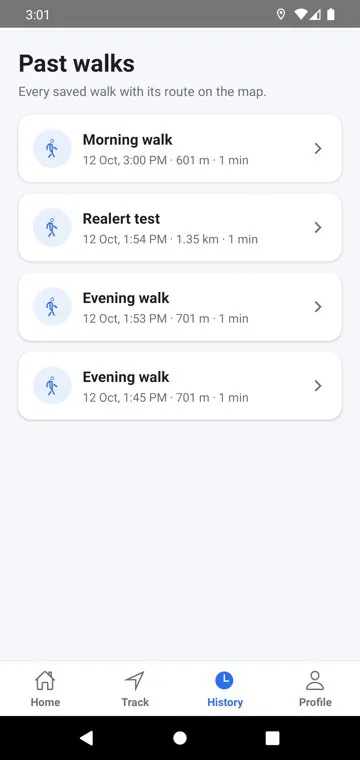 3:01
Past walks
Every saved walk with its route on the map.
Morning walk
12 Oct, 3:00 PM · 601 m · 1 min
Realert test
12 Oct, 1:54 PM · 1.35 km · 1 min
Evening walk
12 Oct, 1:53 PM · 701 m · 1 min
Evening walk
12 Oct, 1:45 PM · 701 m · 1 min
Home
Track
History
Profile